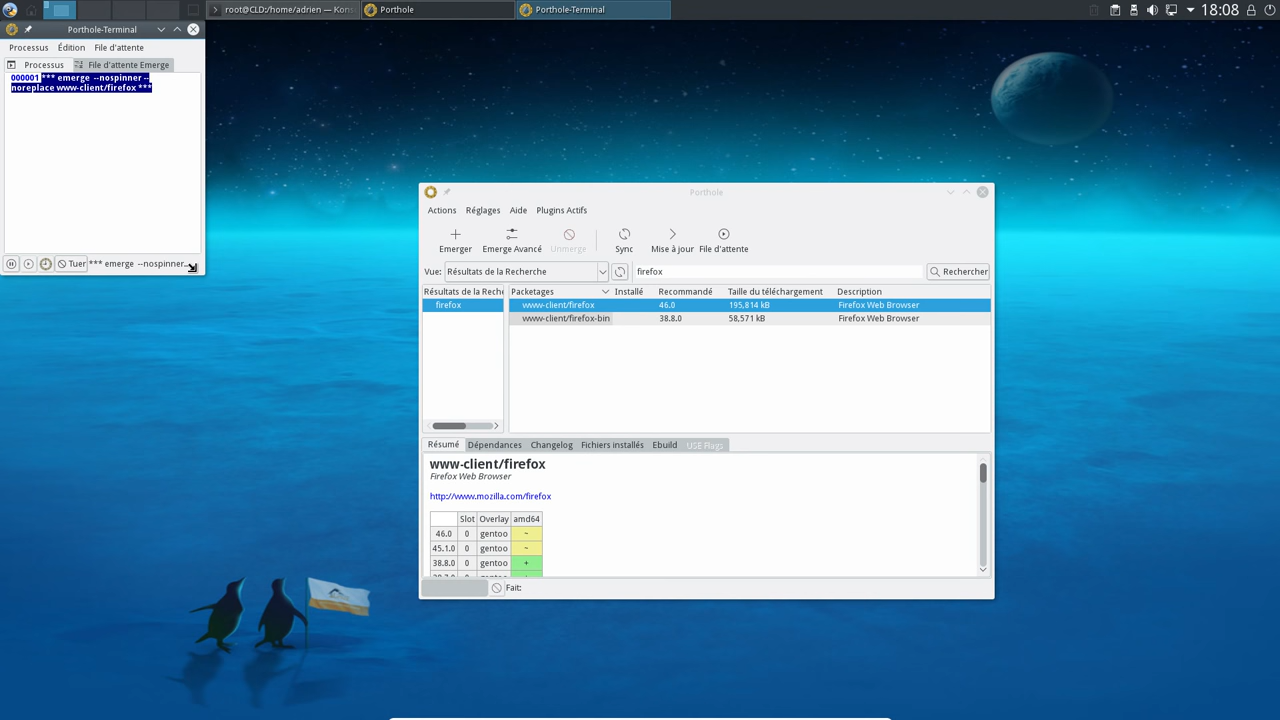 root@CLD:/home/adrien — Kons
Porthole
Porthole-Terminal
18:08
Porthole-Terminal
Processus
Édition
File d'attente
Processus
File d'attente Emerge
000001 *** emerge --nospinner --
noreplace www-client/firefox ***
Tuer
*** emerge --nospinner...
Porthole
Actions
Réglages
Aide
Plugins Actifs
Emerger
Emerge Avancé
Unmerge
Sync
Mise à jour
File d'attente
Vue:
Résultats de la Recherche
firefox
Rechercher
Résultats de la Reche
Packetages
Installé
Recommandé
Taille du téléchargement
Description
firefox
www-client/firefox
46.0
195,814 kB
Firefox Web Browser
www-client/firefox-bin
38.8.0
58,571 kB
Firefox Web Browser
Résumé
Dépendances
Changelog
Fichiers installés
Ebuild
USE Flags
www-client/firefox
Firefox Web Browser
http://www.mozilla.com/firefox
Slot
Overlay
amd64
46.0
0
gentoo
~
45.1.0
0
gentoo
~
38.8.0
0
gentoo
+
Fait: